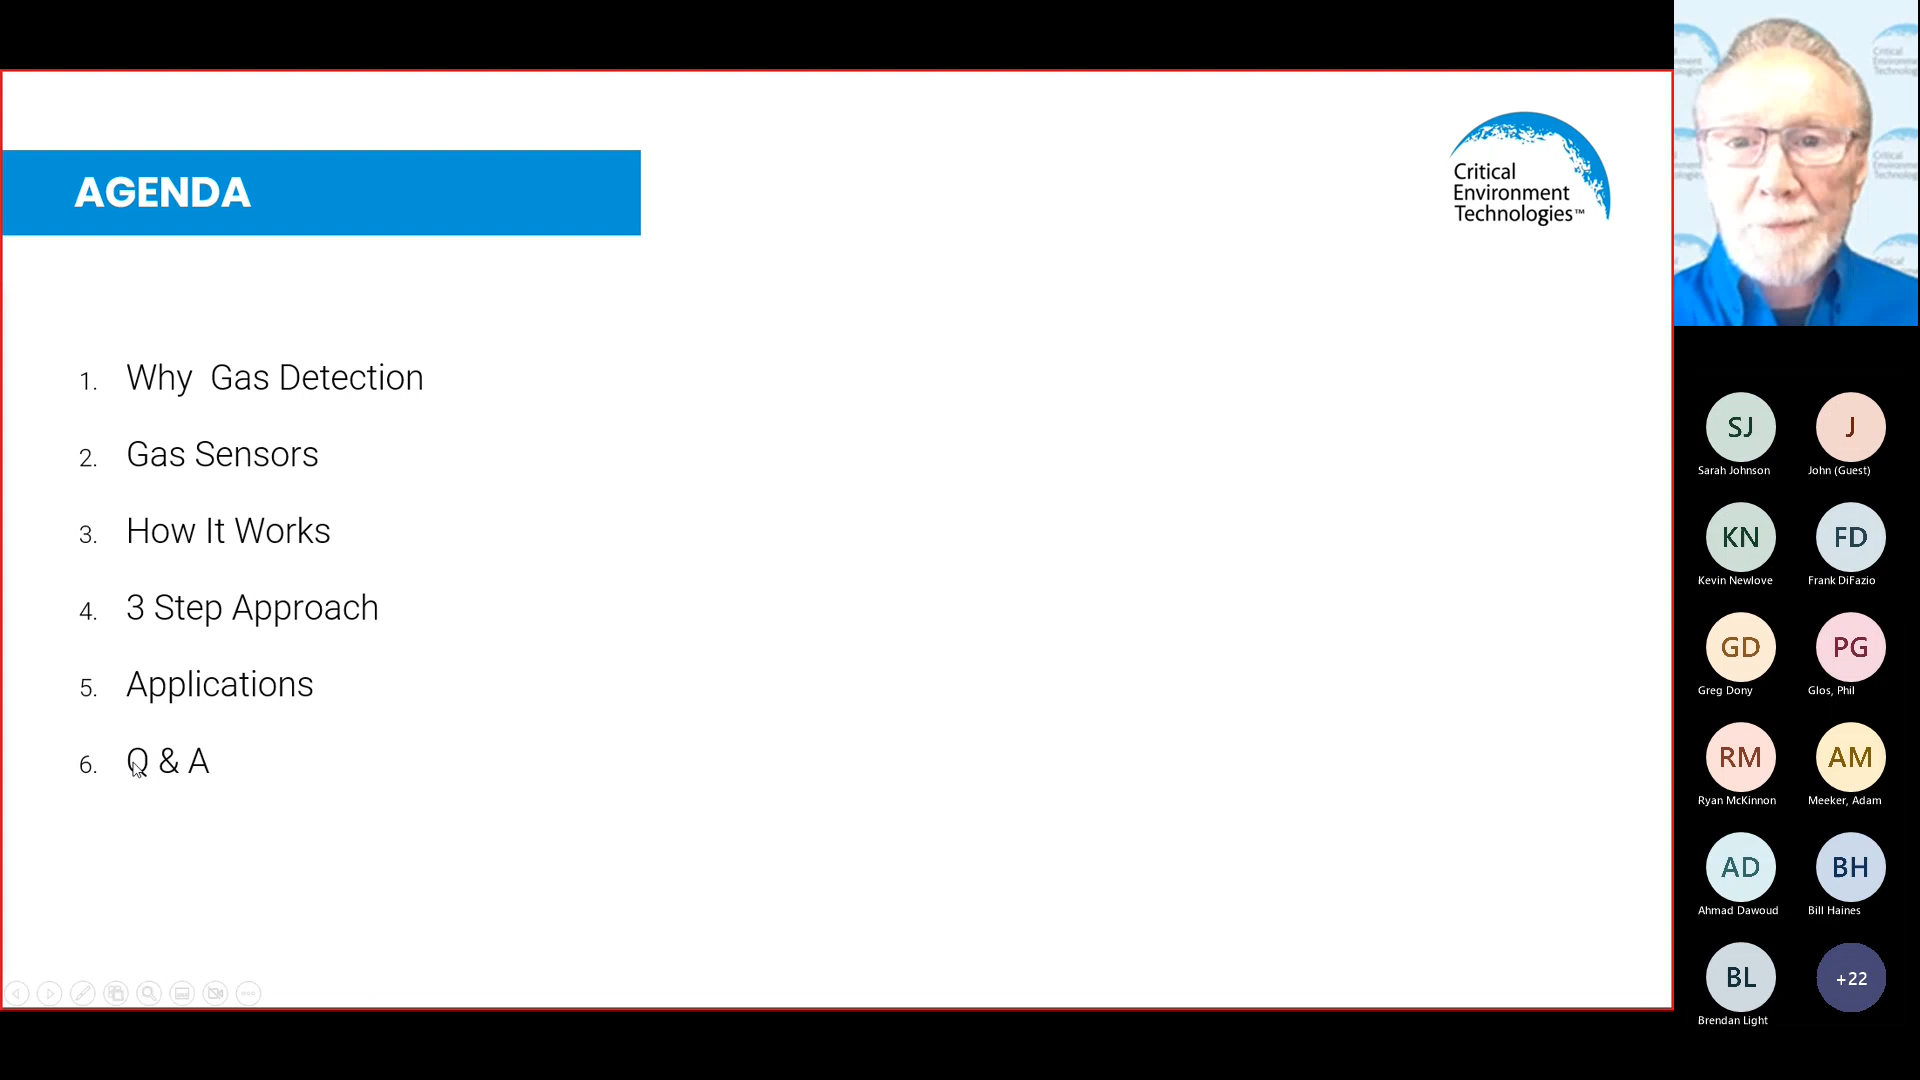 AGENDA
Critical
Environment
Technologies™
1. Why  Gas Detection
2. Gas Sensors
3. How It Works
4. 3 Step Approach
5. Applications
6. Q & A
SJ
Sarah Johnson
J
John (Guest)
KN
Kevin Newlove
FD
Frank DiFazio
GD
Greg Dony
PG
Glos, Phil
RM
Ryan McKinnon
AM
Meeker, Adam
AD
Ahmad Dawoud
BH
Bill Haines
BL
Brendan Light
+22